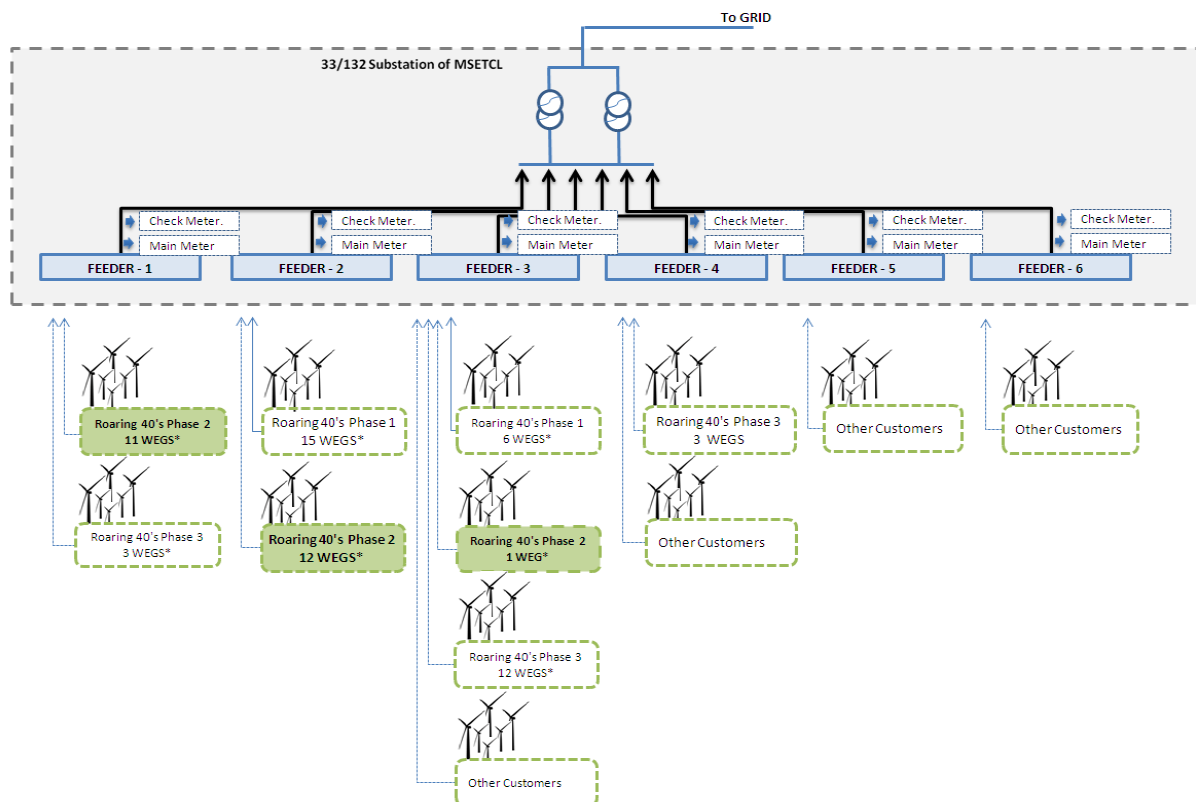 To GRID
33/132 Substation of MSETCL
Check Meter.
Main Meter
FEEDER - 1
Check Meter.
Main Meter
FEEDER - 2
Check Meter.
Main Meter
FEEDER - 3
Check Meter.
Main Meter
FEEDER - 4
Check Meter.
Main Meter
FEEDER - 5
Check Meter.
Main Meter
FEEDER - 6
Roaring 40's Phase 2
11 WEGS*
Roaring 40's Phase 3
3 WEGS*
Roaring 40's Phase 1
15 WEGS*
Roaring 40's Phase 2
12 WEGS*
Roaring 40's Phase 1
6 WEGS*
Roaring 40's Phase 2
1 WEG*
Roaring 40's Phase 3
12 WEGS*
Other Customers
Roaring 40's Phase 3
3 WEGS
Other Customers
Other Customers
Other Customers